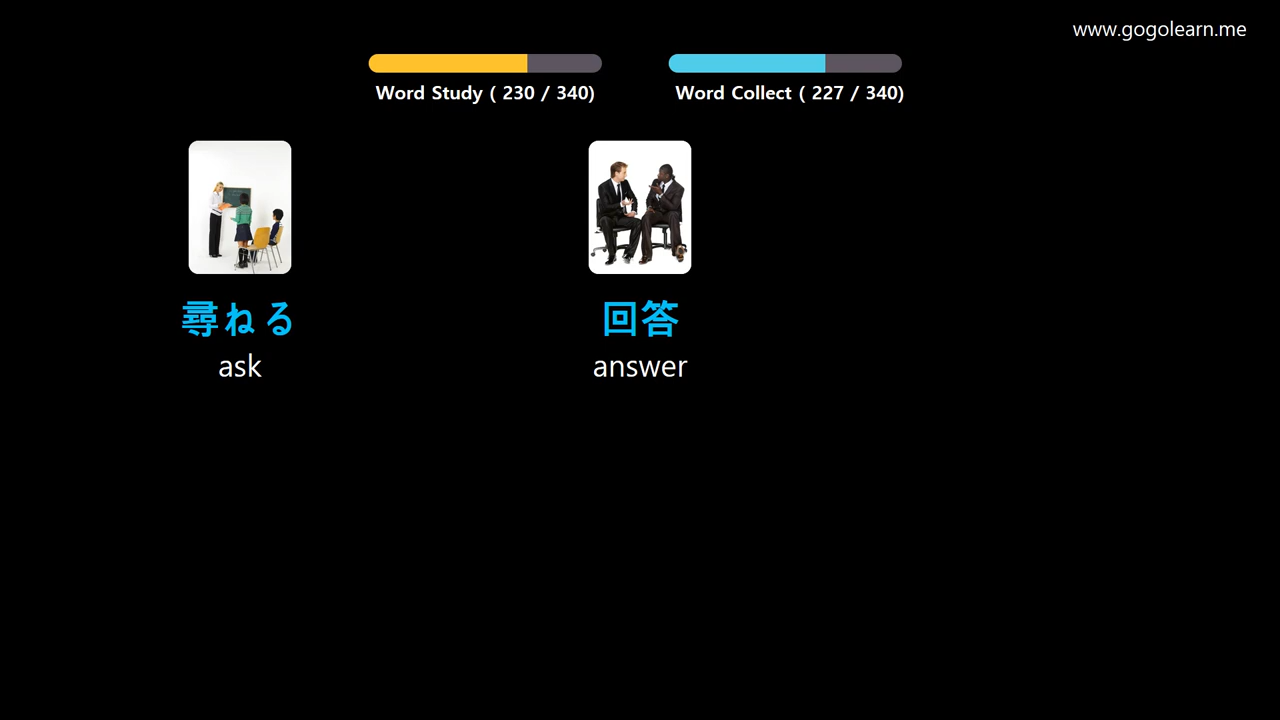 www.gogolearn.me
Word Study ( 230 / 340)
Word Collect ( 227 / 340)
尋ねる
ask
回答
answer